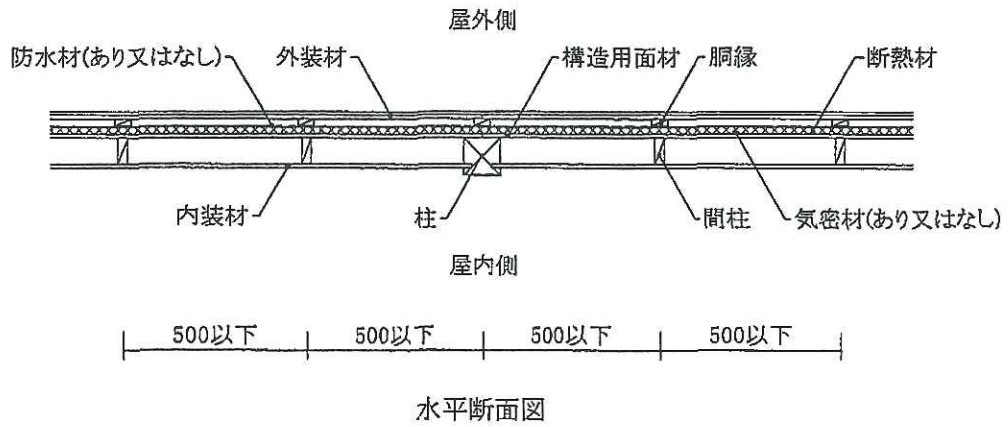 屋外側
防水材(あり又はなし)
外装材
構造用面材
胴縁
断熱材
内装材
柱
間柱
気密材(あり又はなし)
屋内側
500以下
500以下
500以下
500以下
水平断面図